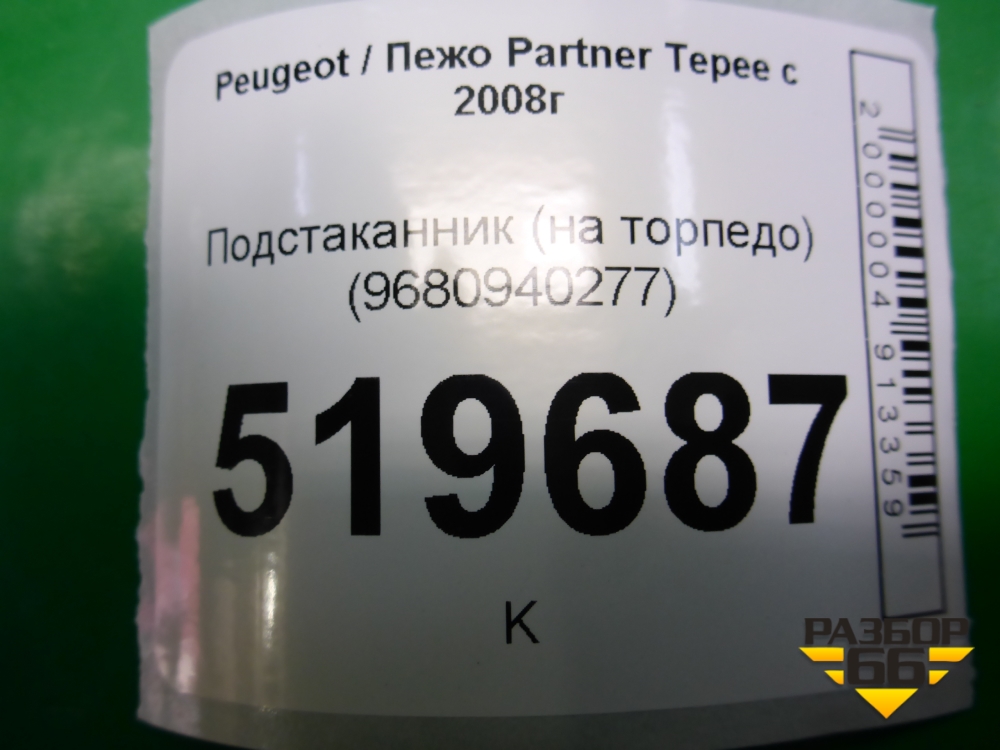 Peugeot / Пежо Partner Tepee с
2008г
Подстаканник (на торпедо)
(9680940277)
519687
К
2000004913359
РАЗБОР
66